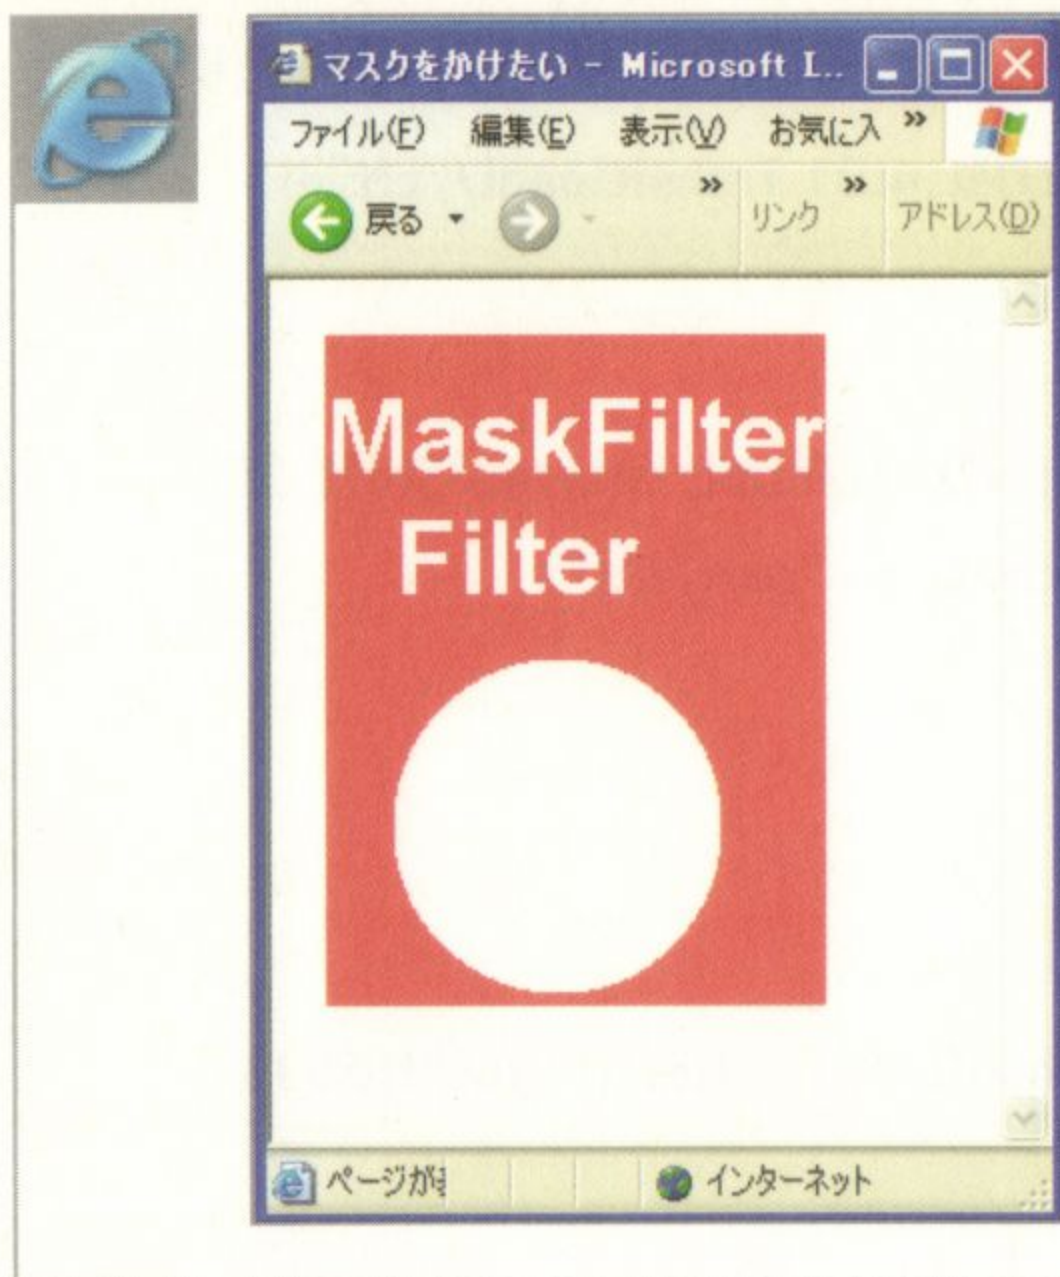 マスクをかけたい - Microsoft I..
ファイル(F) 編集(E) 表示(V) お気に入 »
戻る » リンク » アドレス(D)
MaskFilter
Filter
ページが インターネット